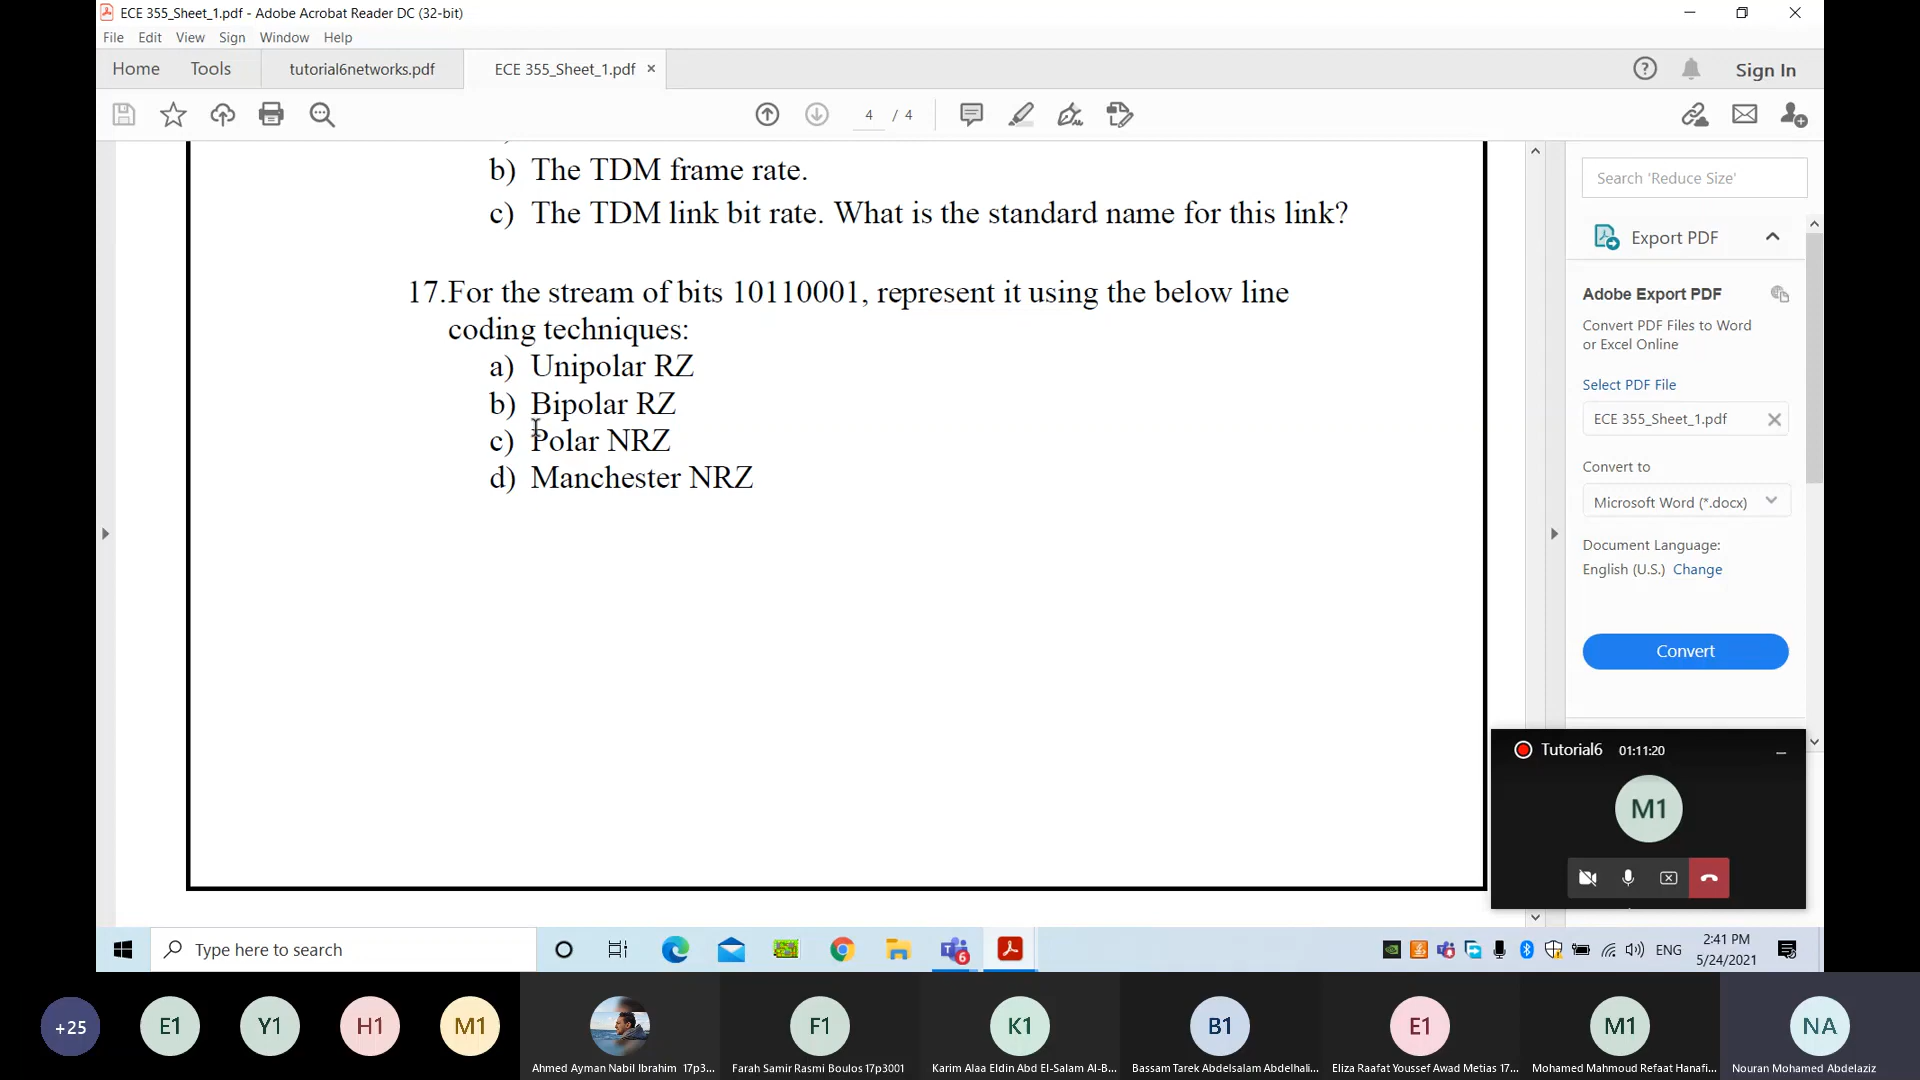 ECE 355_Sheet_1.pdf - Adobe Acrobat Reader DC (32-bit)
File Edit View Sign Window Help
Home Tools tutorial6networks.pdf ECE 355_Sheet_1.pdf × Sign In
4 / 4
b) The TDM frame rate.
c) The TDM link bit rate. What is the standard name for this link?
17.For the stream of bits 10110001, represent it using the below line
coding techniques:
a) Unipolar RZ
b) Bipolar RZ
c) Polar NRZ
d) Manchester NRZ
Search 'Reduce Size'
Export PDF
Adobe Export PDF
Convert PDF Files to Word
or Excel Online
Select PDF File
ECE 355_Sheet_1.pdf
Convert to
Microsoft Word (*.docx)
Document Language:
English (U.S.) Change
Convert
Tutorial6 01:11:20
M1
Type here to search
6
ENG
2:41 PM
5/24/2021
+25 E1 Y1 H1 M1 F1 K1 B1 E1 M1 NA
Ahmed Ayman Nabil Ibrahim 17p3... Farah Samir Rasmi Boulos 17p3001 Karim Alaa Eldin Abd El-Salam Al-B... Bassam Tarek Abdelsalam Abdelhali... Eliza Raafat Youssef Awad Metias 17... Mohamed Mahmoud Refaat Hanafi... Nouran Mohamed Abdelaziz